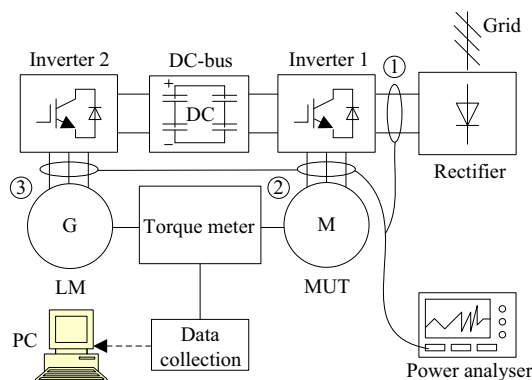 Grid
Inverter 2
DC-bus
Inverter 1
①
+
DC
−
Rectifier
③
②
G
Torque meter
M
LM
MUT
PC
Data
collection
Power analyser